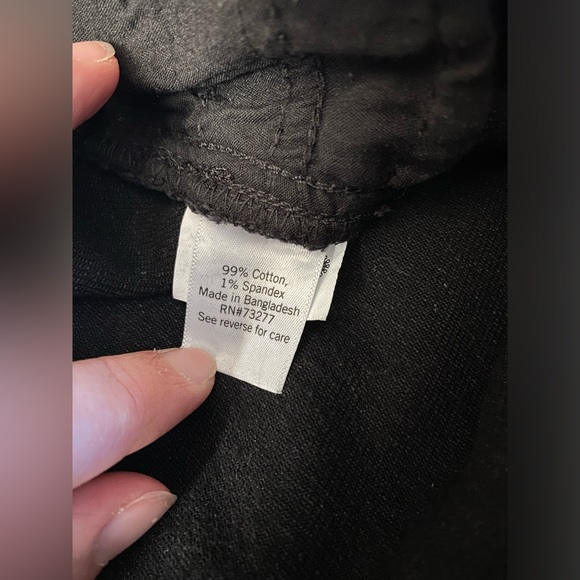 99% Cotton,
1% Spandex
Made in Bangladesh
RN#73277
See reverse for care